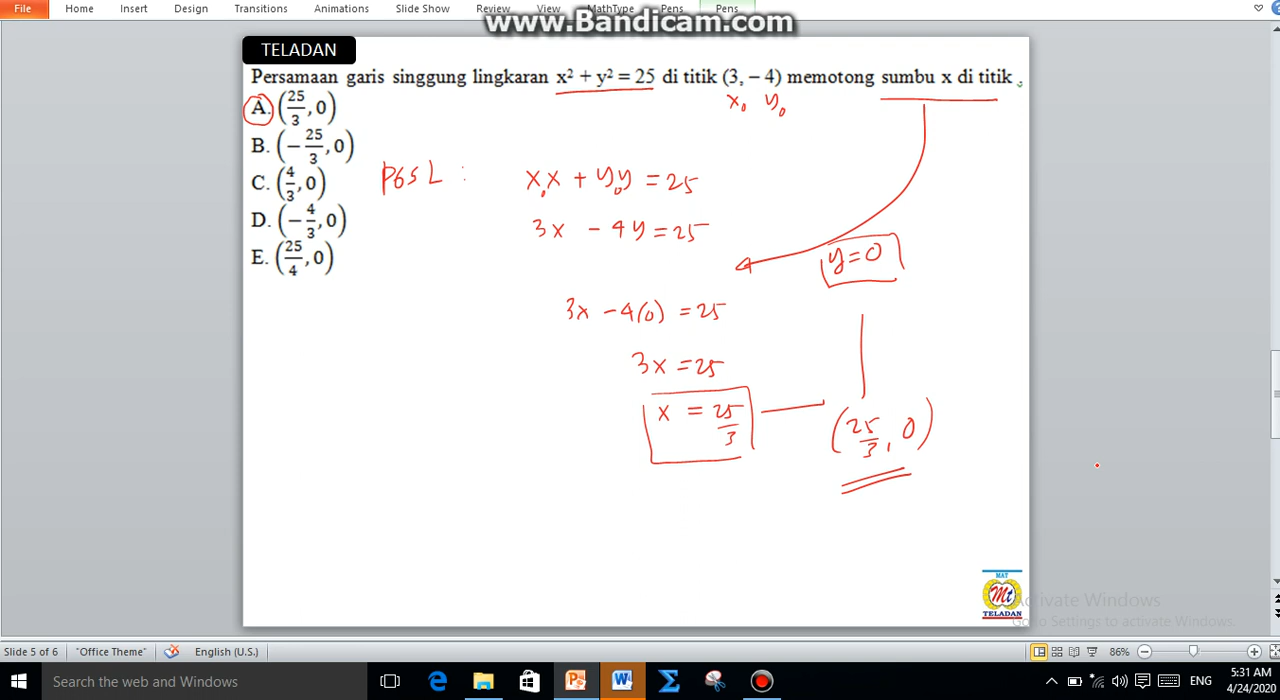 File Home Insert Design Transitions Animations Slide Show Review View MathType Pens Pens
www.Bandicam.com
TELADAN
Persamaan garis singgung lingkaran x² + y² = 25 di titik (3, – 4) memotong sumbu x di titik
x₀ y₀
A. (25/3, 0)
B. (−25/3, 0)
C. (4/3, 0)
D. (−4/3, 0)
E. (25/4, 0)
PGSL : x₀x + y₀y = 25
3x - 4y = 25
y = 0
3x - 4(0) = 25
3x = 25
x = 25/3
(25/3, 0)
MAT
Mt
TELADAN
Activate Windows
Go to Settings to activate Windows.
Slide 5 of 6 "Office Theme" English (U.S.) 86%
Search the web and Windows
ENG
5:31 AM
4/24/2020